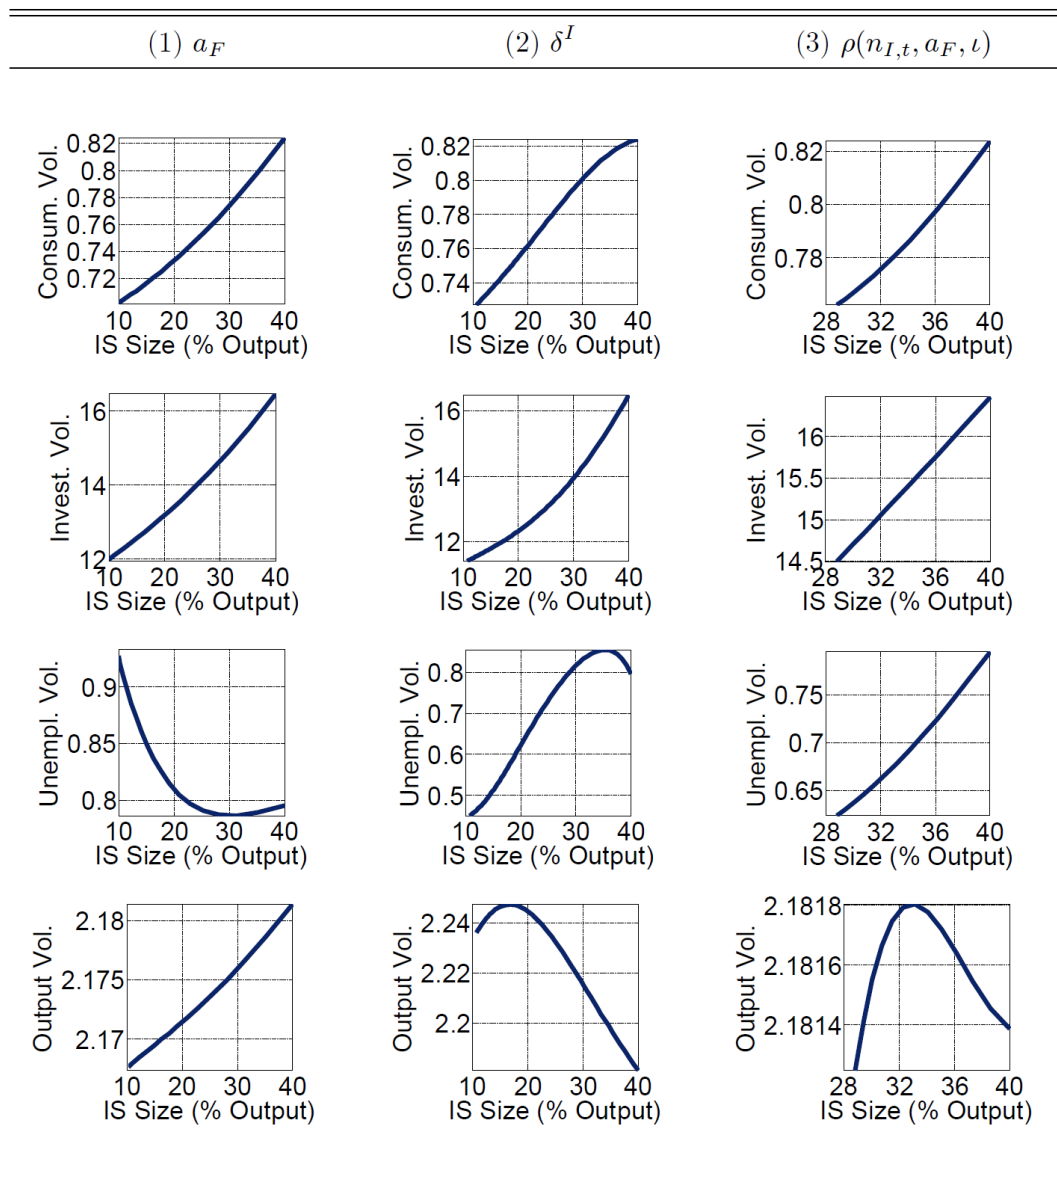 (1) a_F (2) δ^I (3) ρ(n_{I,t}, a_F, ι)
Consum. Vol.
0.82
0.8
0.78
0.76
0.74
0.72
10 20 30 40
IS Size (% Output)
Consum. Vol.
0.82
0.8
0.78
0.76
0.74
10 20 30 40
IS Size (% Output)
Consum. Vol.
0.82
0.8
0.78
28 32 36 40
IS Size (% Output)
Invest. Vol.
16
14
12
10 20 30 40
IS Size (% Output)
Invest. Vol.
16
14
12
10 20 30 40
IS Size (% Output)
Invest. Vol.
16
15.5
15
14.5
28 32 36 40
IS Size (% Output)
Unempl. Vol.
0.9
0.85
0.8
10 20 30 40
IS Size (% Output)
Unempl. Vol.
0.8
0.7
0.6
0.5
10 20 30 40
IS Size (% Output)
Unempl. Vol.
0.75
0.7
0.65
28 32 36 40
IS Size (% Output)
Output Vol.
2.18
2.175
2.17
10 20 30 40
IS Size (% Output)
Output Vol.
2.24
2.22
2.2
10 20 30 40
IS Size (% Output)
Output Vol.
2.1818
2.1816
2.1814
28 32 36 40
IS Size (% Output)